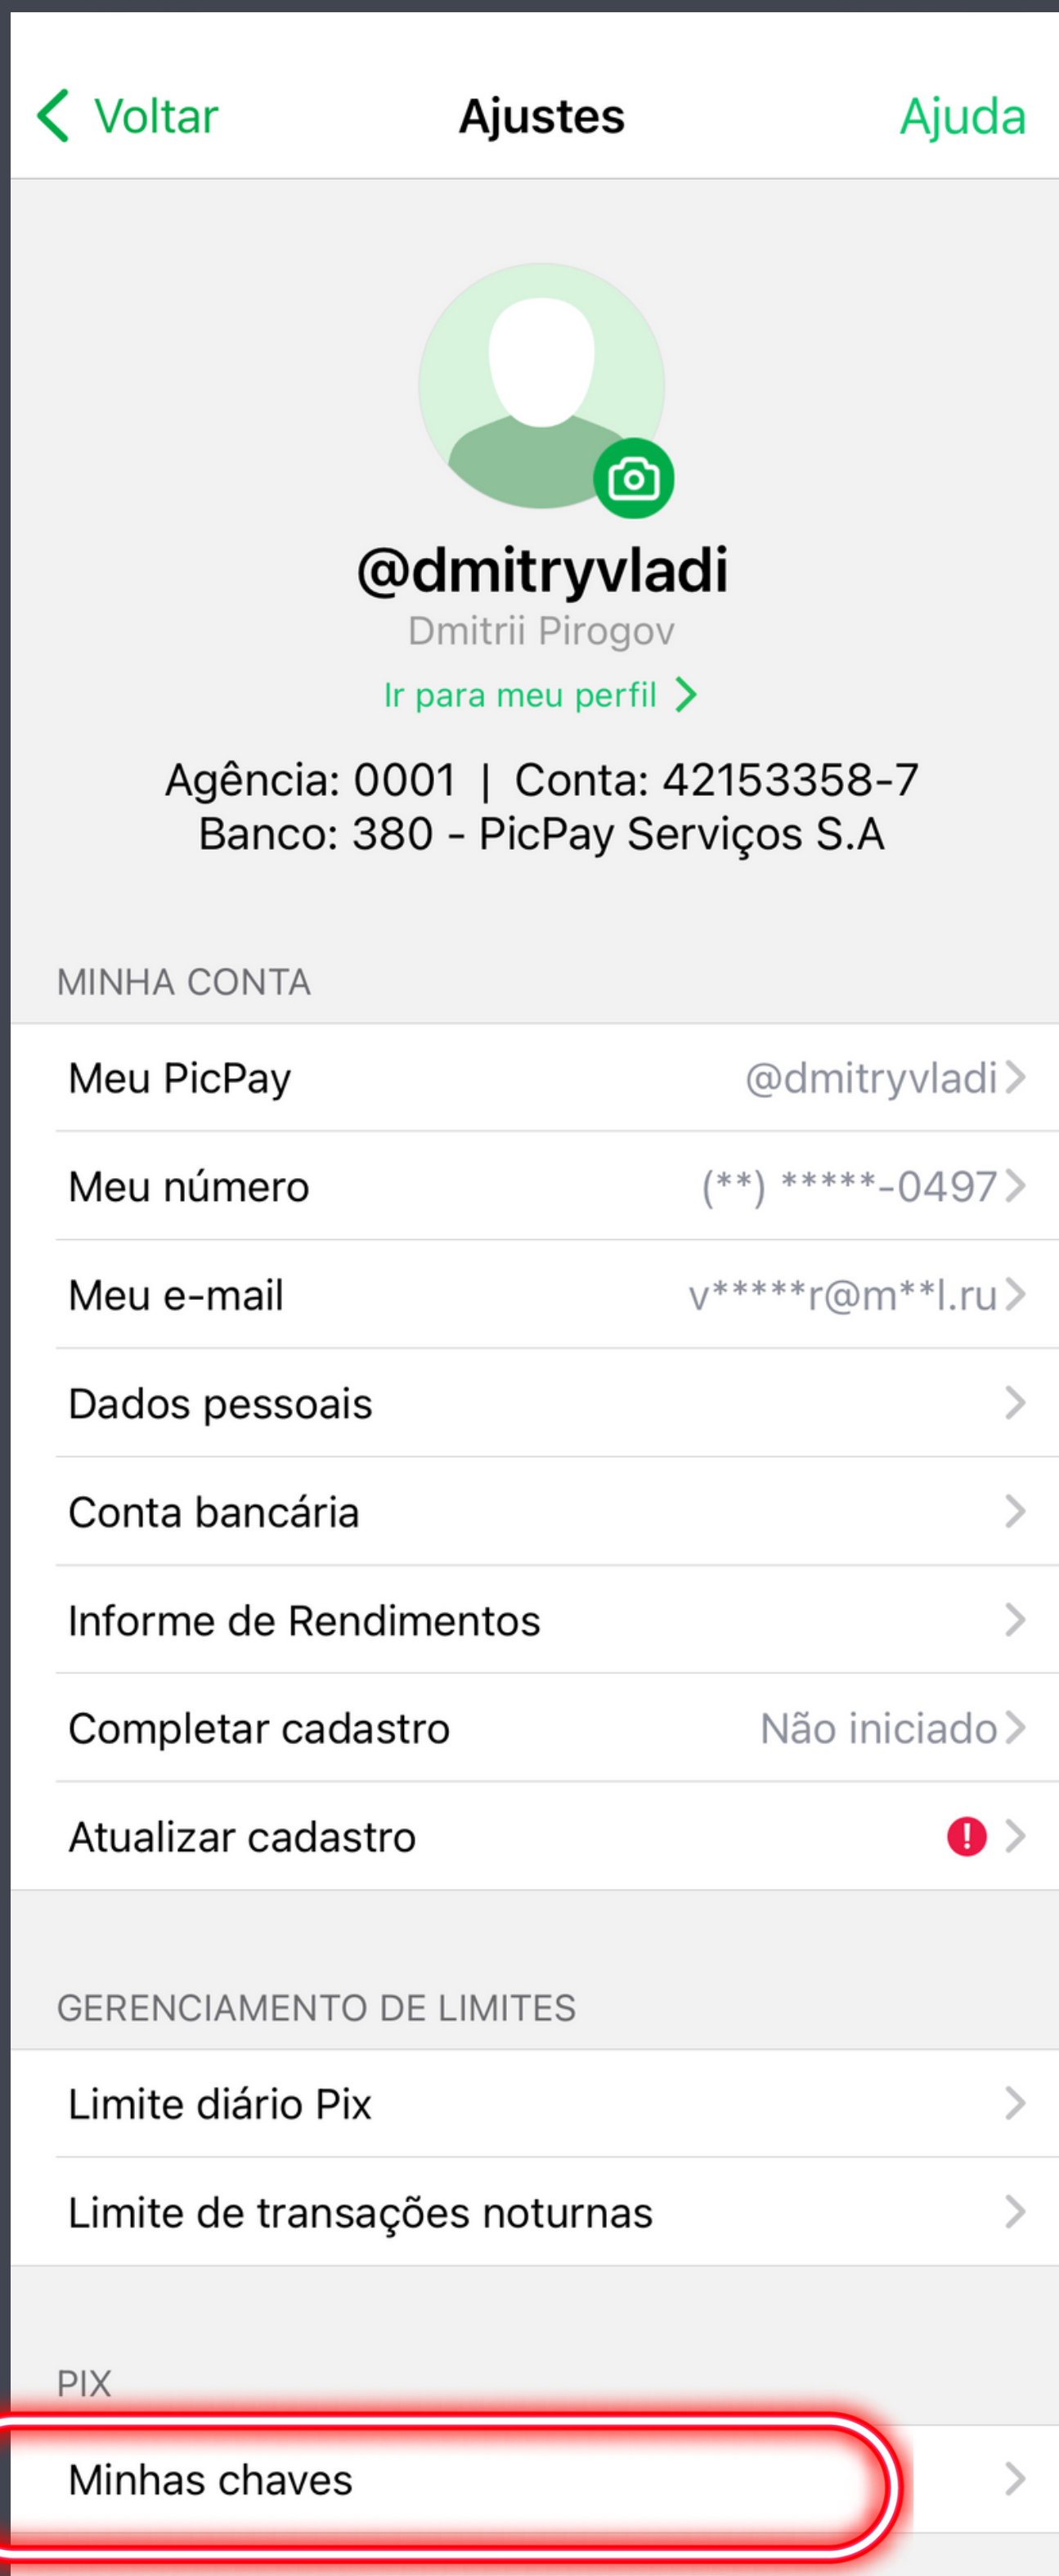 Voltar Ajustes Ajuda
@dmitryvladi
Dmitrii Pirogov
Ir para meu perfil
Agência: 0001 | Conta: 42153358-7
Banco: 380 - PicPay Serviços S.A
MINHA CONTA
Meu PicPay @dmitryvladi
Meu número (**) *****-0497
Meu e-mail v*****r@m**l.ru
Dados pessoais
Conta bancária
Informe de Rendimentos
Completar cadastro Não iniciado
Atualizar cadastro !
GERENCIAMENTO DE LIMITES
Limite diário Pix
Limite de transações noturnas
PIX
Minhas chaves